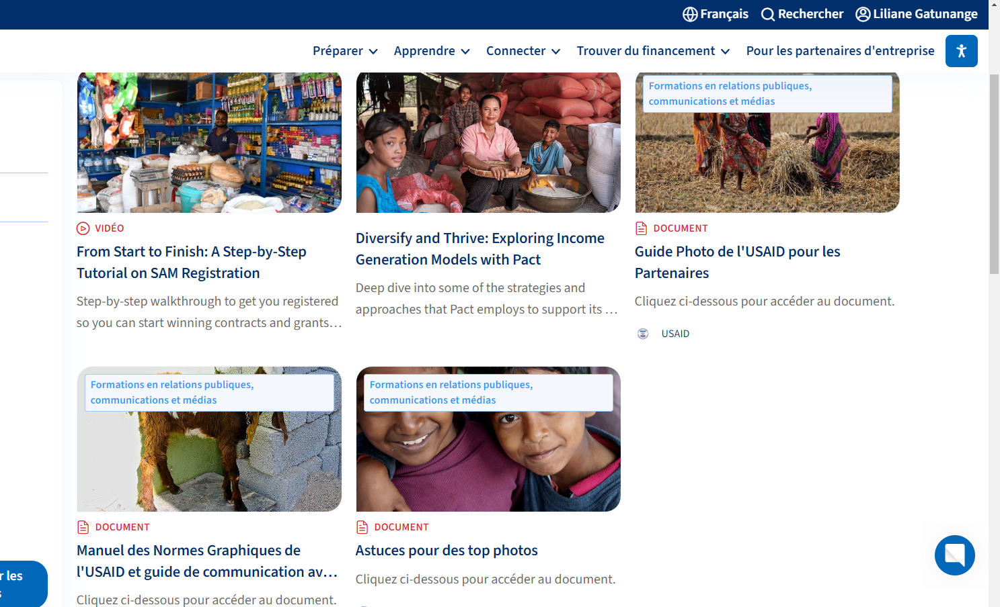 Français Rechercher Liliane Gatunange
Préparer Apprendre Connecter Trouver du financement Pour les partenaires d'entreprise
VIDÉO
From Start to Finish: A Step-by-Step
Tutorial on SAM Registration
Step-by-step walkthrough to get you registered
so you can start winning contracts and grants…
Diversify and Thrive: Exploring Income
Generation Models with Pact
Deep dive into some of the strategies and
approaches that Pact employs to support its …
Formations en relations publiques,
communications et médias
DOCUMENT
Guide Photo de l'USAID pour les
Partenaires
Cliquez ci-dessous pour accéder au document.
USAID
Formations en relations publiques,
communications et médias
DOCUMENT
Manuel des Normes Graphiques de
l'USAID et guide de communication av…
Cliquez ci-dessous pour accéder au document.
Formations en relations publiques,
communications et médias
DOCUMENT
Astuces pour des top photos
Cliquez ci-dessous pour accéder au document.
r les
s